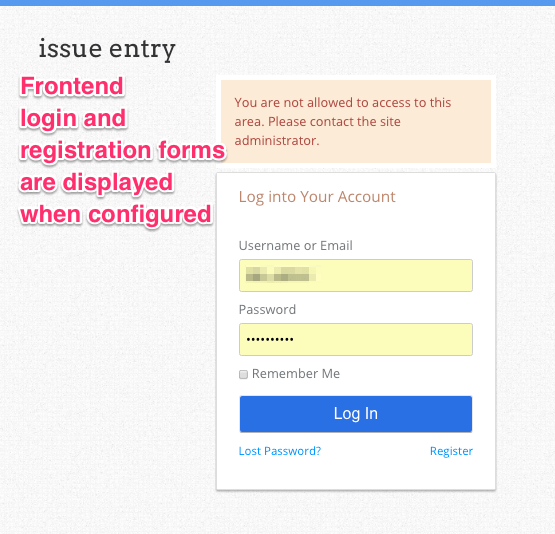 issue entry
Frontend
login and
registration forms
are displayed
when configured
You are not allowed to access to this
area. Please contact the site
administrator.
Log into Your Account
Username or Email
Password
••••••••••
Remember Me
Log In
Lost Password?
Register